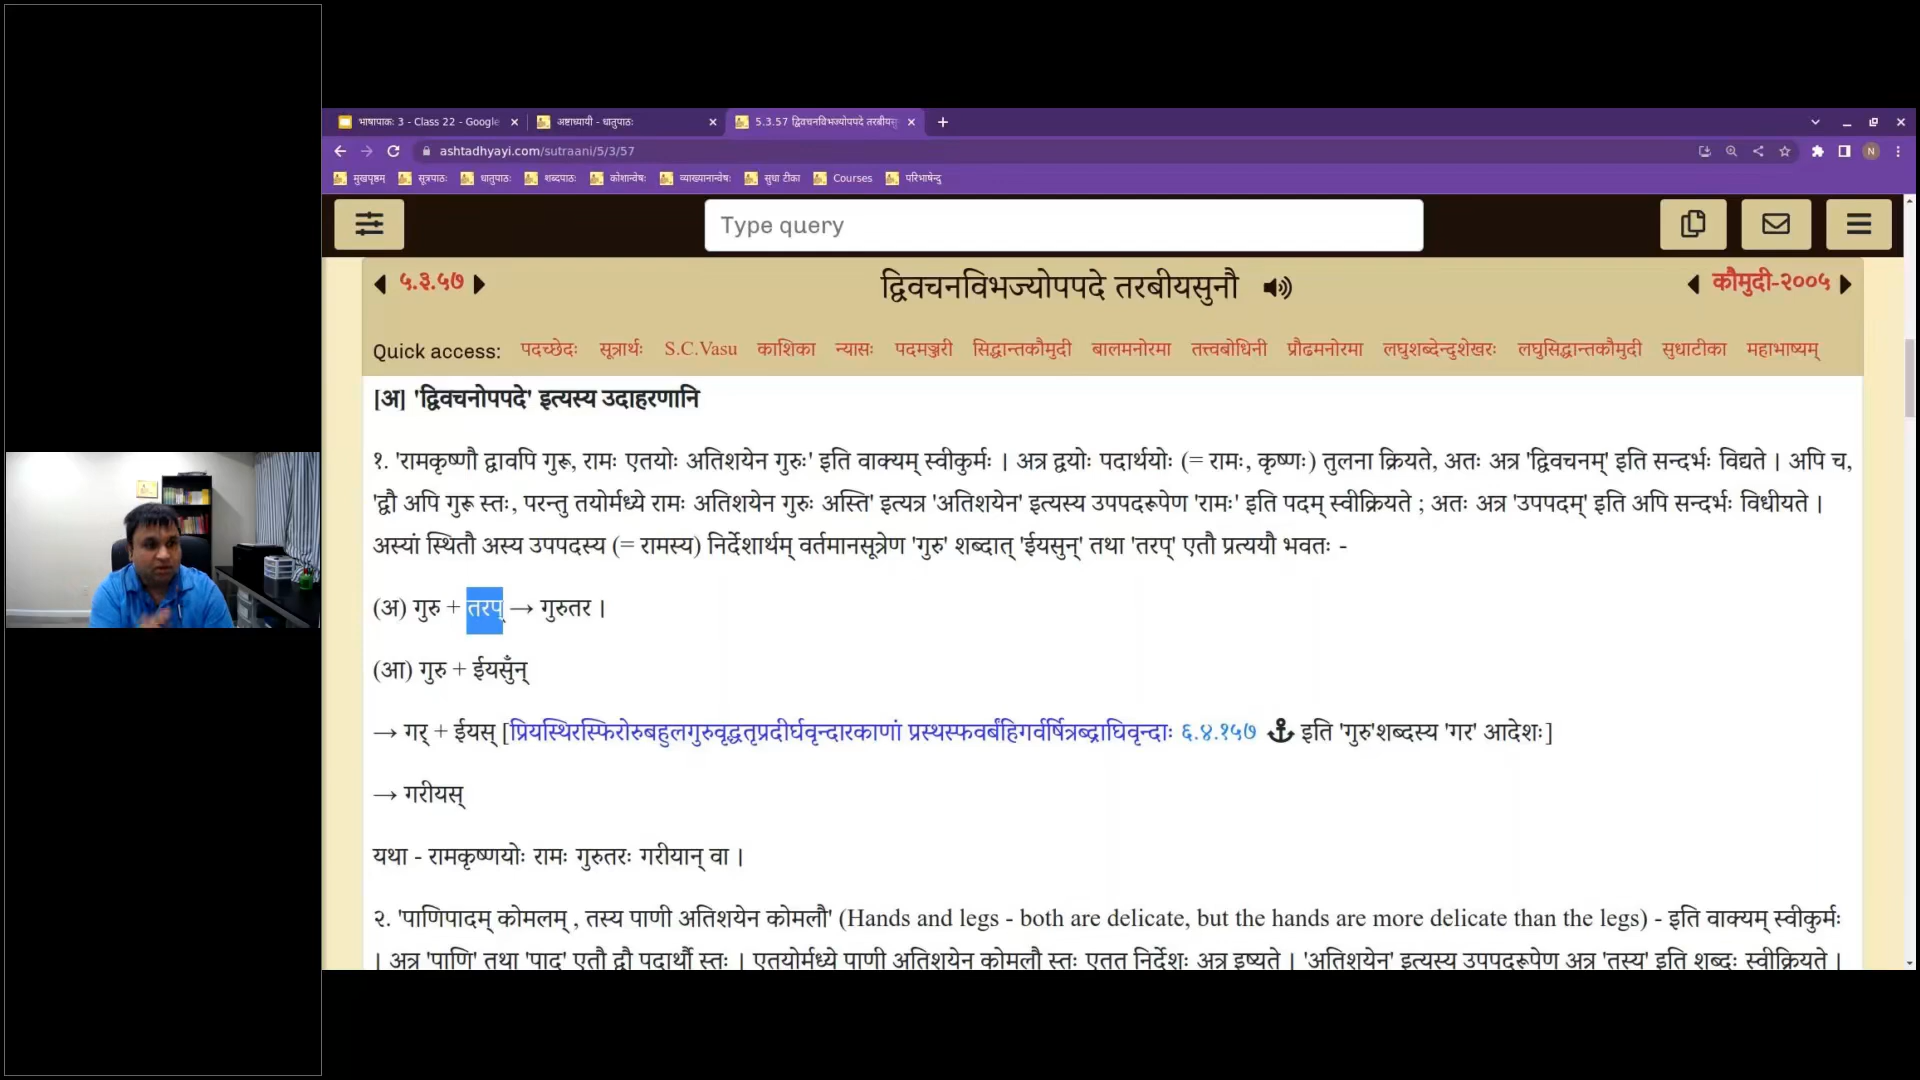 भाषापाकः 3 - Class 22 - Google
अष्टाध्यायी - धातुपाठः
5.3.57 द्विवचनविभज्योपपदे तरबीयसु
ashtadhyayi.com/sutraani/5/3/57
N
मुखपृष्ठम्
सूत्रपाठः
धातुपाठः
शब्दपाठः
कोशान्वेषः
व्याख्यानान्वेषः
सुधा टीका
Courses
परिभाषेन्दु
Type query
५.३.५७
द्विवचनविभज्योपपदे तरबीयसुनौ
कौमुदी-२००५
Quick access: पदच्छेदः सूत्रार्थः S.C.Vasu काशिका न्यासः पदमञ्जरी सिद्धान्तकौमुदी बालमनोरमा तत्त्वबोधिनी प्रौढमनोरमा लघुशब्देन्दुशेखरः लघुसिद्धान्तकौमुदी सुधाटीका महाभाष्यम्
[अ] 'द्विवचनोपपदे' इत्यस्य उदाहरणानि
१. 'रामकृष्णौ द्वावपि गुरू, रामः एतयोः अतिशयेन गुरुः' इति वाक्यम् स्वीकुर्मः । अत्र द्वयोः पदार्थयोः (= रामः, कृष्णः) तुलना क्रियते, अतः अत्र 'द्विवचनम्' इति सन्दर्भः विद्यते । अपि च,
'द्वौ अपि गुरू स्तः, परन्तु तयोर्मध्ये रामः अतिशयेन गुरुः अस्ति' इत्यत्र 'अतिशयेन' इत्यस्य उपपदरूपेण 'रामः' इति पदम् स्वीक्रियते ; अतः अत्र 'उपपदम्' इति अपि सन्दर्भः विधीयते ।
अस्यां स्थितौ अस्य उपपदस्य (= रामस्य) निर्देशार्थम् वर्तमानसूत्रेण 'गुरु' शब्दात् 'ईयसुन्' तथा 'तरप्' एतौ प्रत्ययौ भवतः -
(अ) गुरु + तरप् → गुरुतर ।
(आ) गुरु + ईयसुँन्
→ गर् + ईयस् [प्रियस्थिरस्फिरोरुबहुलगुरुवृद्धतृप्रदीर्घवृन्दारकाणां प्रस्थस्फवर्बंहिगर्वर्षित्रब्द्राघिवृन्दाः ६.४.१५७ इति 'गुरु'शब्दस्य 'गर' आदेशः]
→ गरीयस्
यथा - रामकृष्णयोः रामः गुरुतरः गरीयान् वा ।
२. 'पाणिपादम् कोमलम् , तस्य पाणी अतिशयेन कोमलौ' (Hands and legs - both are delicate, but the hands are more delicate than the legs) - इति वाक्यम् स्वीकुर्मः
। अत्र 'पाणि' तथा 'पाद' एतौ द्वौ पदार्थौ स्तः । एतयोर्मध्ये पाणी अतिशयेन कोमलौ स्तः एतत् निर्देशः अत्र इष्यते । 'अतिशयेन' इत्यस्य उपपदरूपेण अत्र 'तस्य' इति शब्दः स्वीक्रियते ।